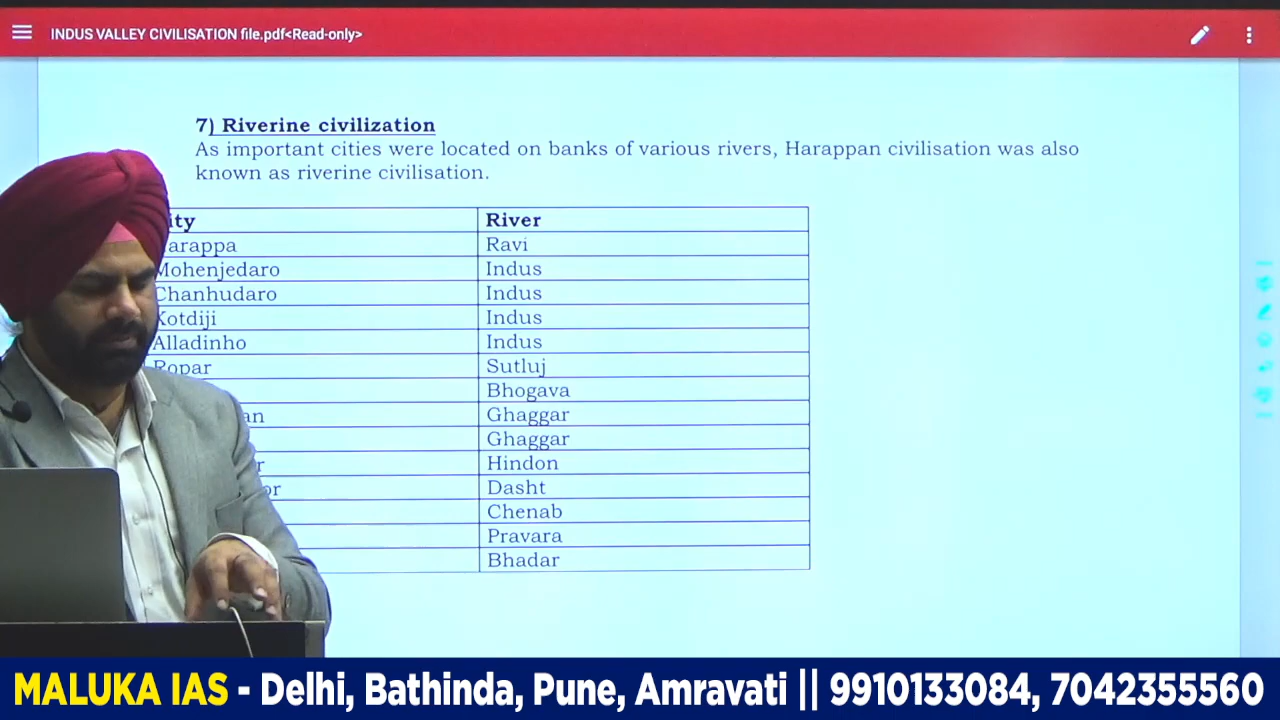 INDUS VALLEY CIVILISATION file.pdf<Read-only>
7) Riverine civilization
As important cities were located on banks of various rivers, Harappan civilisation was also
known as riverine civilisation.
ity River
arappa Ravi
Mohenjedaro Indus
Chanhudaro Indus
Kotdiji Indus
Alladinho Indus
Ropar Sutluj
Bhogava
an Ghaggar
Ghaggar
r Hindon
or Dasht
Chenab
Pravara
Bhadar
MALUKA IAS - Delhi, Bathinda, Pune, Amravati || 9910133084, 7042355560